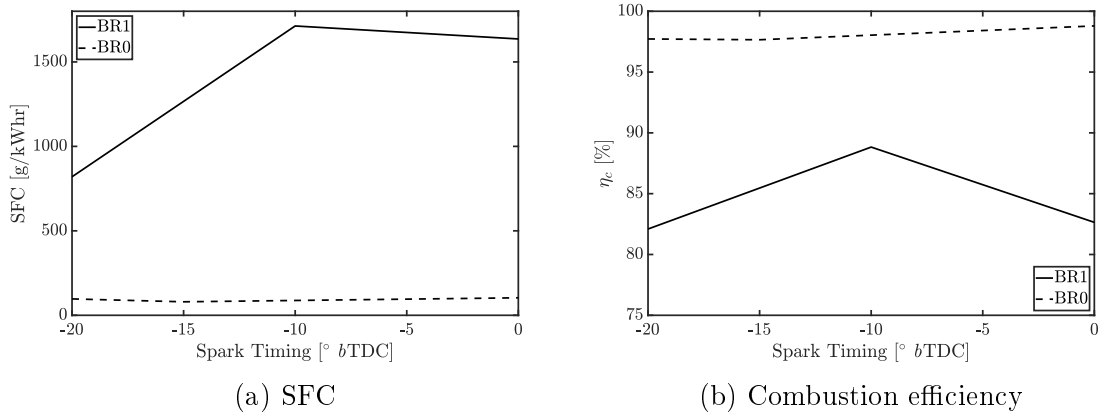 BR1
BR0
SFC [g/kWhr]
1500
1000
500
0
-20 -15 -10 -5 0
Spark Timing [° bTDC]
(a) SFC
η_c [%]
100
95
90
85
80
75
BR1
BR0
-20 -15 -10 -5 0
Spark Timing [° bTDC]
(b) Combustion efficiency